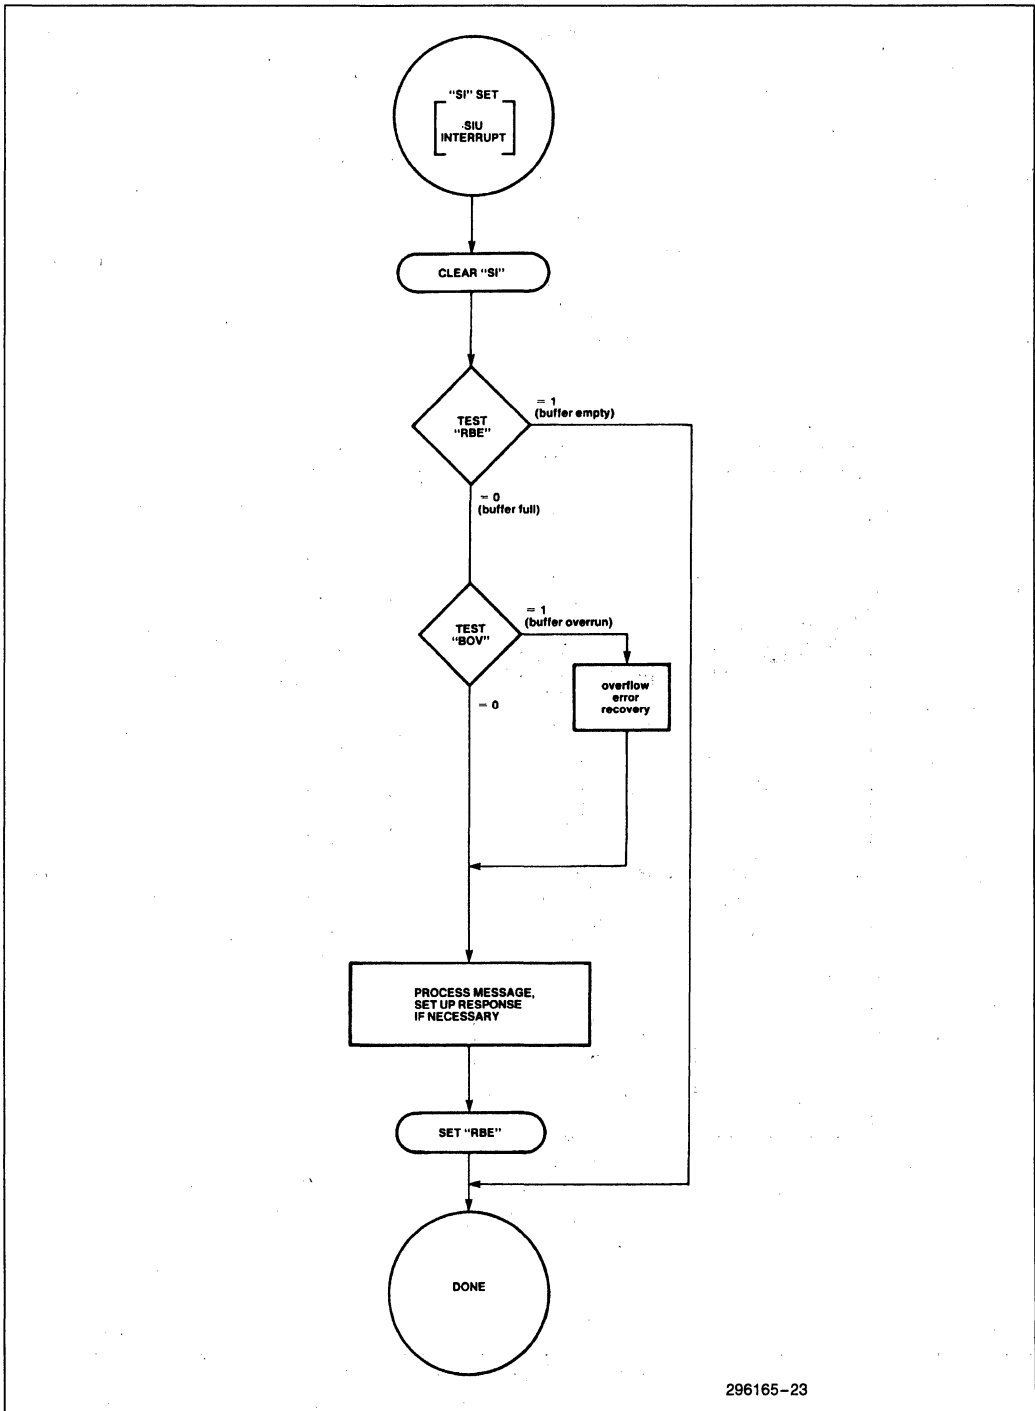 "SI" SET
SIU
INTERRUPT
CLEAR "SI"
TEST
"RBE"
= 1
(buffer empty)
= 0
(buffer full)
TEST
"BOV"
= 1
(buffer overrun)
overflow
error
recovery
= 0
PROCESS MESSAGE,
SET UP RESPONSE
IF NECESSARY
SET "RBE"
DONE
296165-23